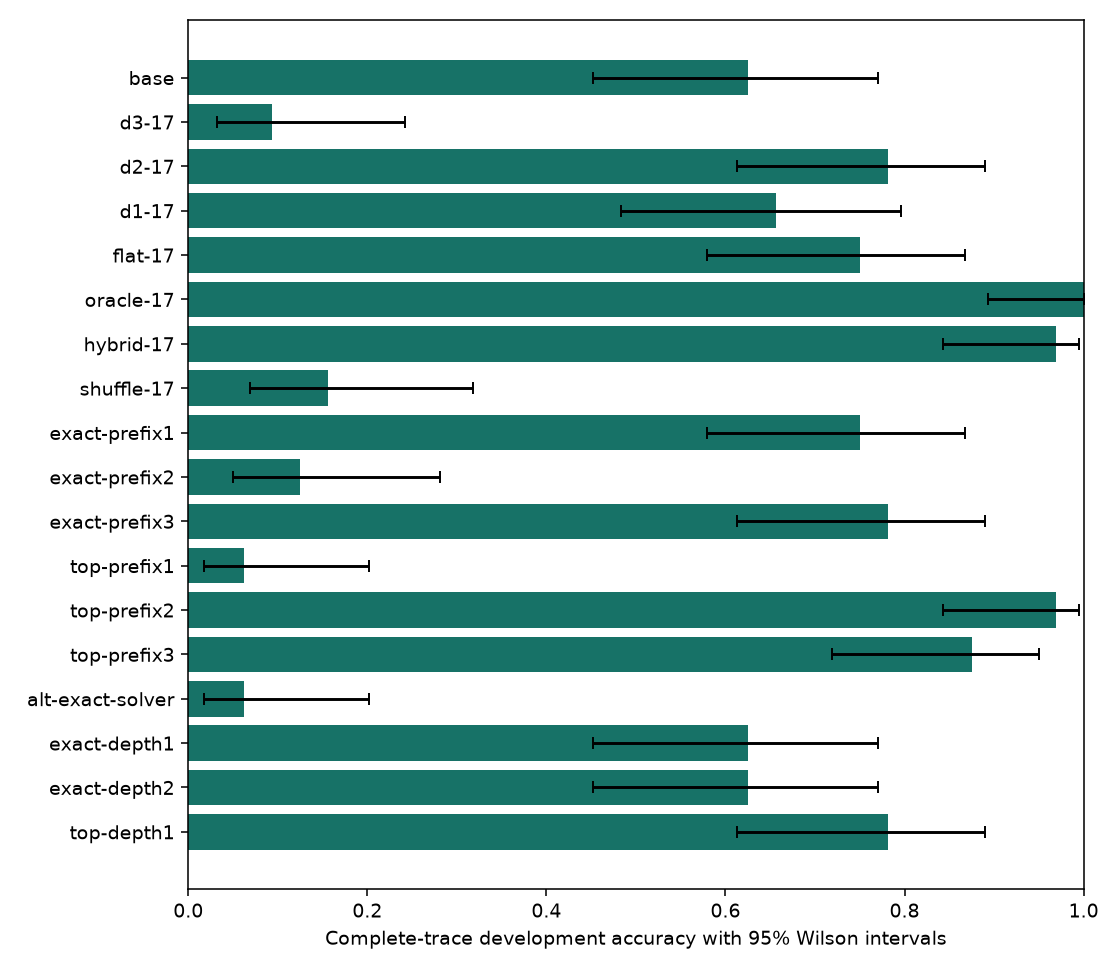 base
d3-17
d2-17
d1-17
flat-17
oracle-17
hybrid-17
shuffle-17
exact-prefix1
exact-prefix2
exact-prefix3
top-prefix1
top-prefix2
top-prefix3
alt-exact-solver
exact-depth1
exact-depth2
top-depth1
0.0 0.2 0.4 0.6 0.8 1.0
Complete-trace development accuracy with 95% Wilson intervals